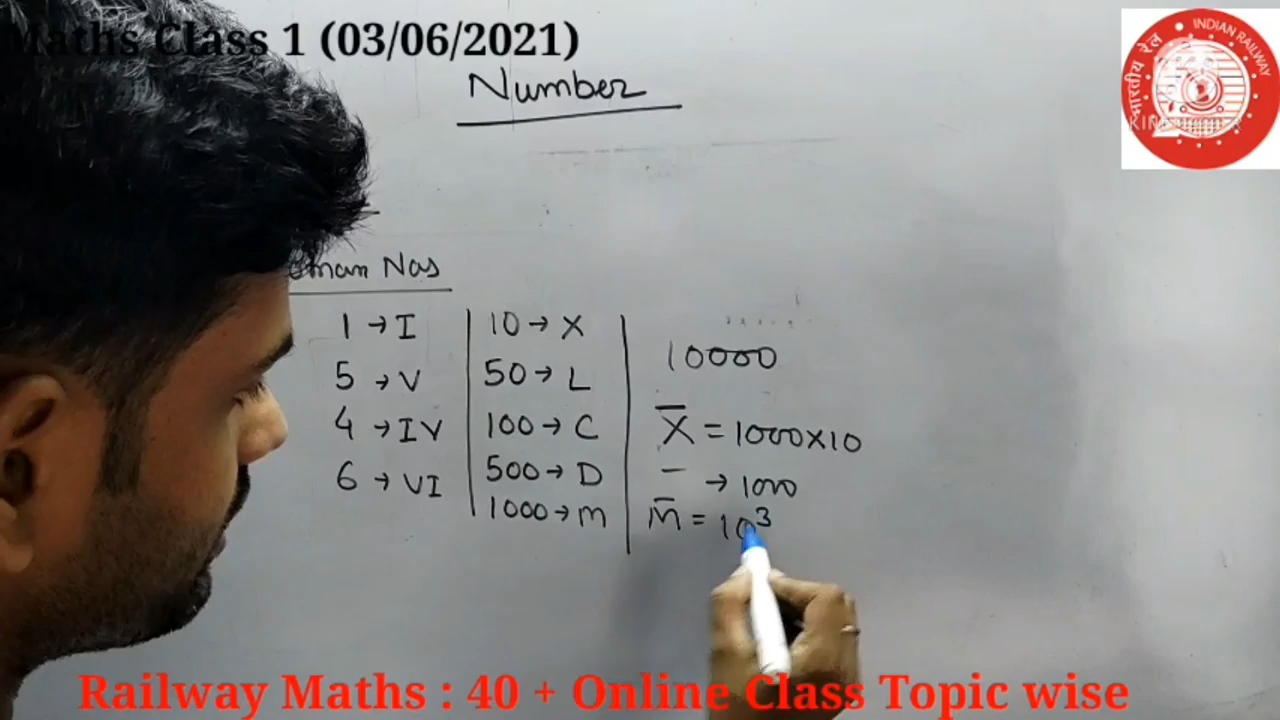 Maths Class 1 (03/06/2021)
Number
INDIAN RAILWAY
भारतीय रेल
Nos
1 → I
5 → V
4 → IV
6 → VI
10 → X
50 → L
100 → C
500 → D
1000 → M
10000
X̅ = 1000×10
— → 1000
M̅ = 10³
Railway Maths : 40 + Online Class Topic wise